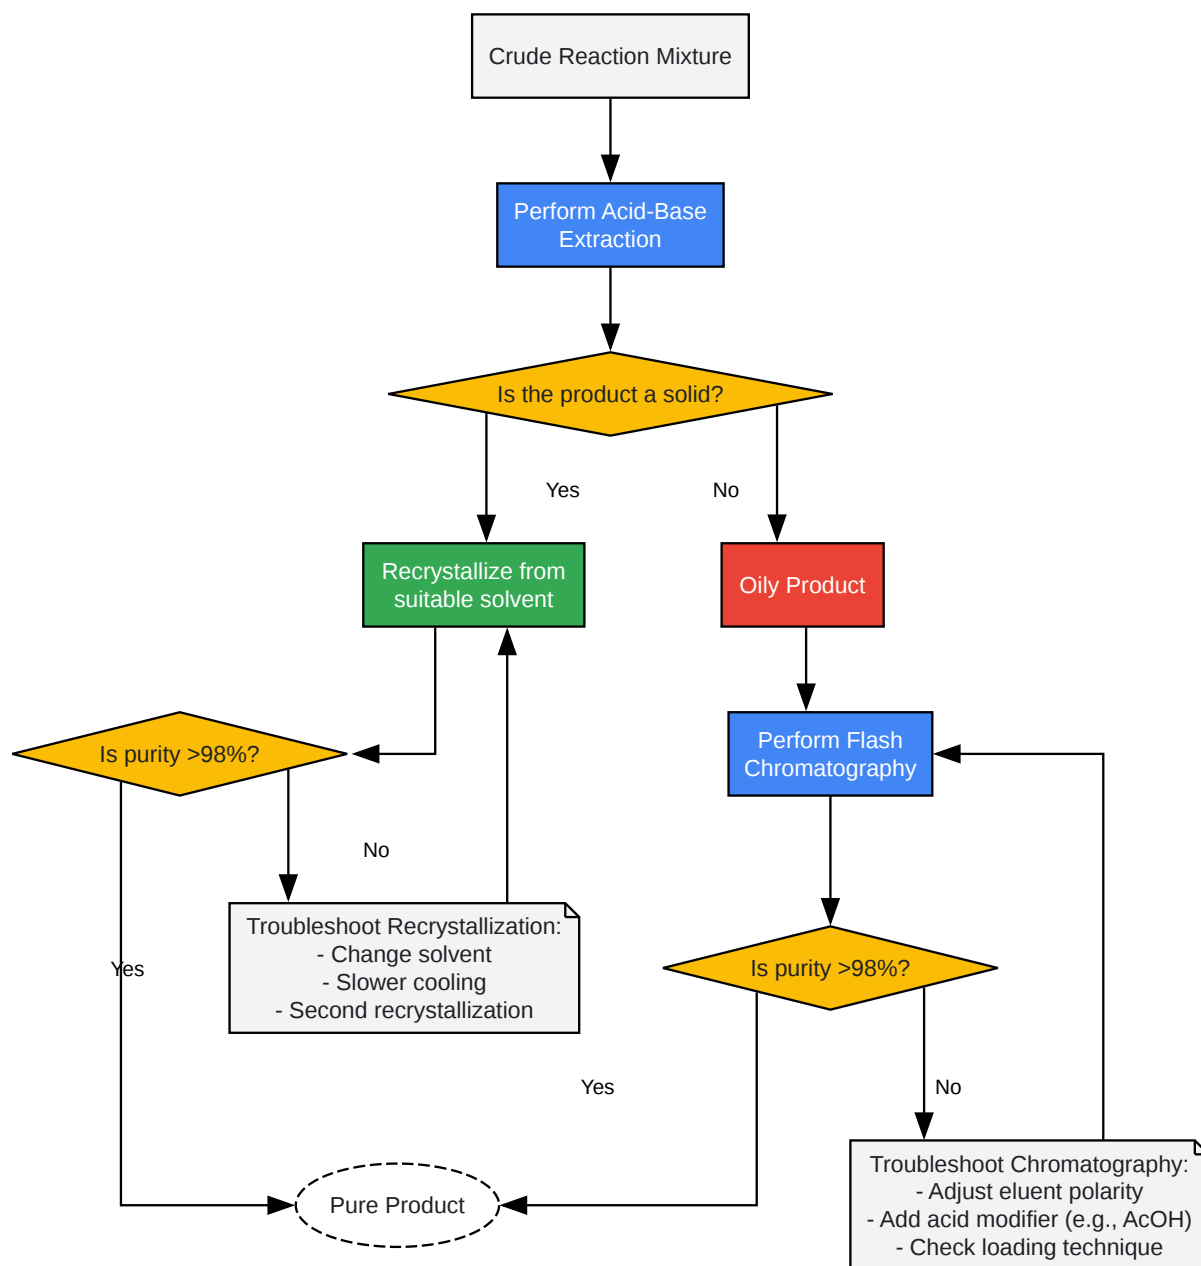 Crude Reaction Mixture
Perform Acid-Base
Extraction
Is the product a solid?
Yes
No
Recrystallize from
suitable solvent
Oily Product
Is purity >98%?
Perform Flash
Chromatography
No
Troubleshoot Recrystallization:
- Change solvent
- Slower cooling
- Second recrystallization
Yes
Is purity >98%?
Yes
No
Pure Product
Troubleshoot Chromatography:
- Adjust eluent polarity
- Add acid modifier (e.g., AcOH)
- Check loading technique